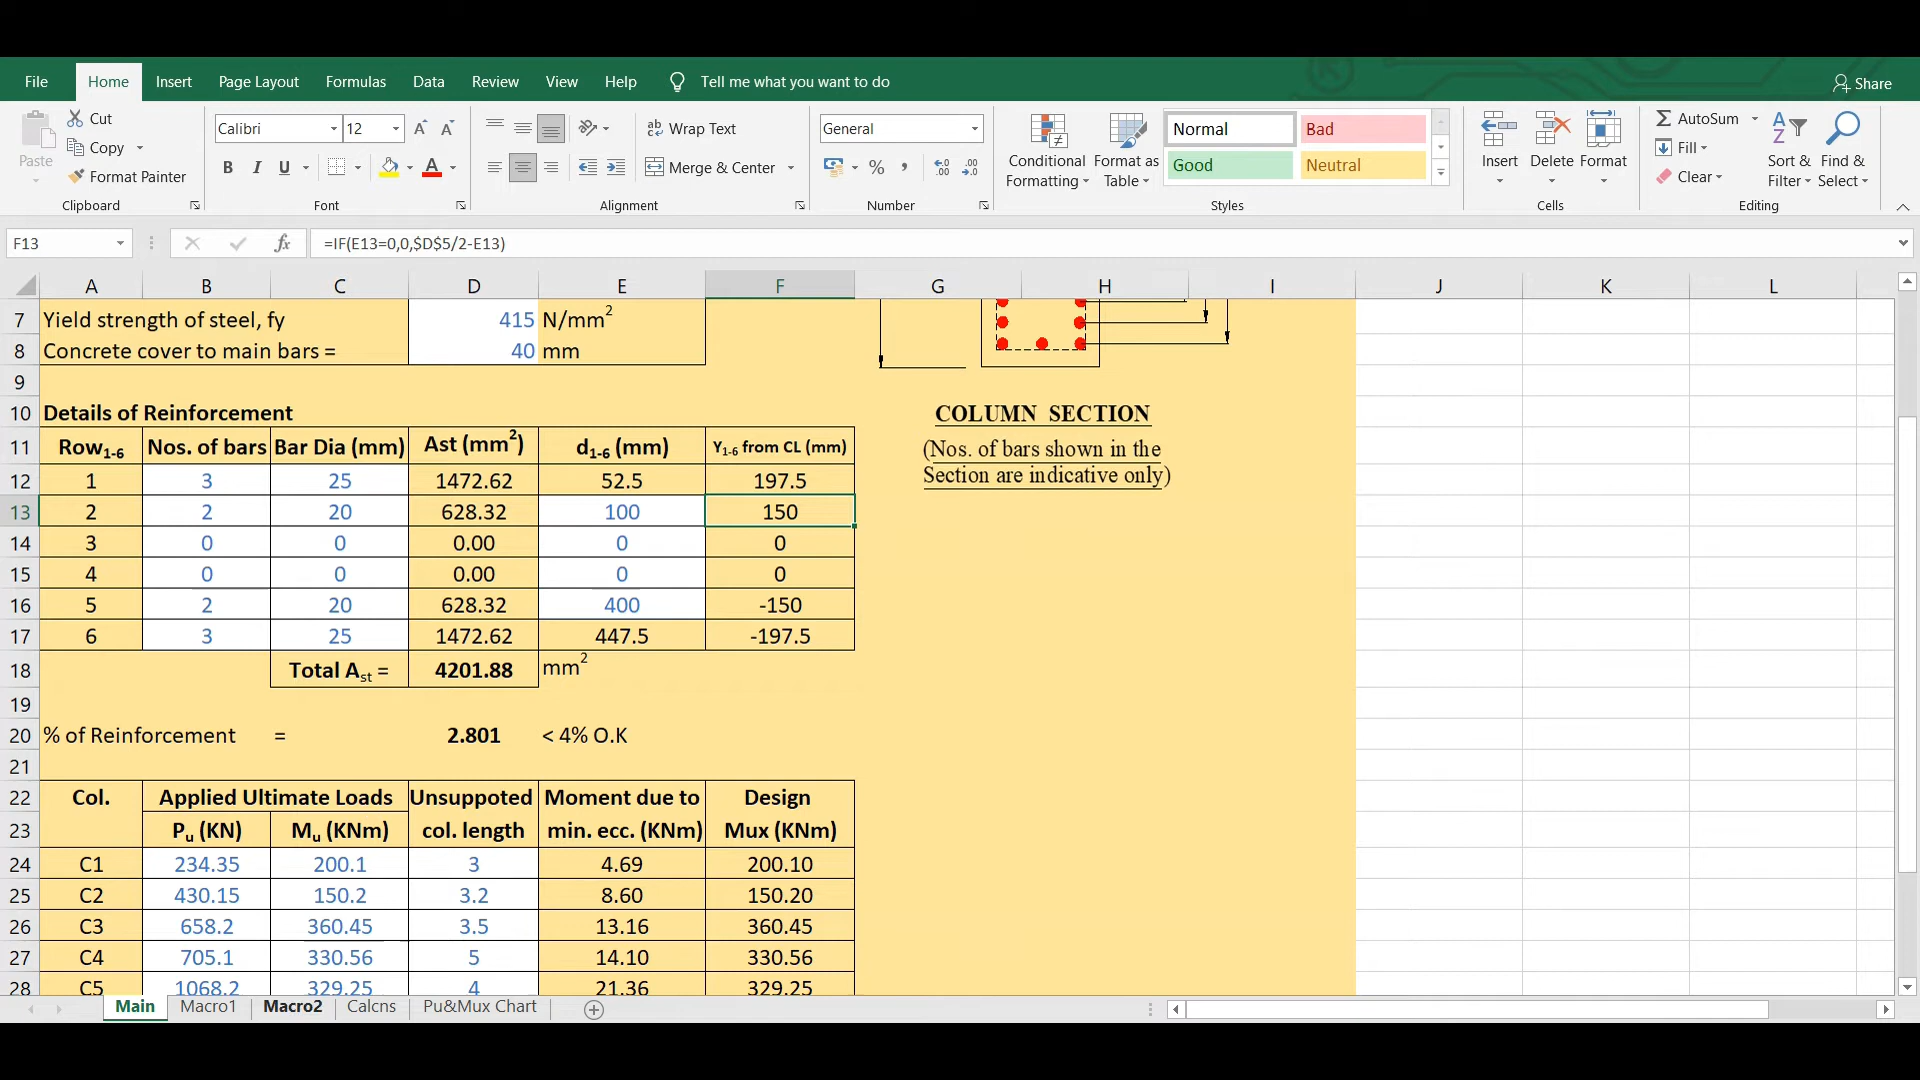 File Home Insert Page Layout Formulas Data Review View Help Tell me what you want to do Share
Paste Cut Copy Format Painter Clipboard
Calibri 12 A A B I U A Font
Wrap Text Merge & Center Alignment
General % , Number
Conditional Formatting Format as Table Normal Bad Good Neutral Styles
Insert Delete Format Cells
AutoSum Fill Clear Sort & Filter Find & Select Editing
F13 fx =IF(E13=0,0,$D$5/2-E13)
A B C D E F G H I J K L
7 Yield strength of steel, fy 415 N/mm2
8 Concrete cover to main bars = 40 mm
9
10 Details of Reinforcement COLUMN SECTION
11 Row1-6 Nos. of bars Bar Dia (mm) Ast (mm2) d1-6 (mm) Y1-6 from CL (mm) (Nos. of bars shown in the
12 1 3 25 1472.62 52.5 197.5 Section are indicative only)
13 2 2 20 628.32 100 150
14 3 0 0 0.00 0 0
15 4 0 0 0.00 0 0
16 5 2 20 628.32 400 -150
17 6 3 25 1472.62 447.5 -197.5
18 Total Ast = 4201.88 mm2
19
20 % of Reinforcement = 2.801 < 4% O.K
21
22 Col. Applied Ultimate Loads Unsuppoted Moment due to Design
23 Pu (KN) Mu (KNm) col. length min. ecc. (KNm) Mux (KNm)
24 C1 234.35 200.1 3 4.69 200.10
25 C2 430.15 150.2 3.2 8.60 150.20
26 C3 658.2 360.45 3.5 13.16 360.45
27 C4 705.1 330.56 5 14.10 330.56
28 C5 1068.2 329.25 4 21.36 329.25
Main Macro1 Macro2 Calcns Pu&Mux Chart